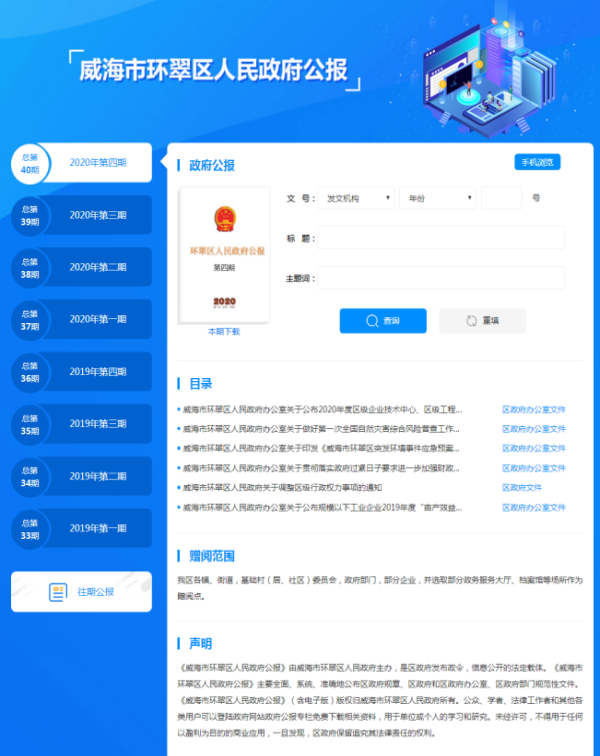 威海市环翠区人民政府公报
总第
40期
2020年第四期
总第
39期
2020年第三期
总第
38期
2020年第二期
总第
37期
2020年第一期
总第
36期
2019年第四期
总第
35期
2019年第三期
总第
34期
2019年第二期
总第
33期
2019年第一期
往期公报
政府公报
手机浏览
环翠区人民政府公报
第四期
2020
本期下载
文 号： 发文机构 年份 号
标 题：
主题词：
查询 重填
目录
威海市环翠区人民政府办公室关于公布2020年度区级企业技术中心、区级工程... 区政府办公室文件
威海市环翠区人民政府办公室关于做好第一次全国自然灾害综合风险普查工作... 区政府办公室文件
威海市环翠区人民政府办公室关于印发《威海市环翠区突发环境事件应急预案... 区政府办公室文件
威海市环翠区人民政府办公室关于贯彻落实政府过紧日子要求进一步加强财政... 区政府办公室文件
威海市环翠区人民政府关于调整区级行政权力事项的通知 区政府文件
威海市环翠区人民政府办公室关于公布规模以下工业企业2019年度“亩产效益... 区政府办公室文件
赠阅范围
我区各镇、街道，基础村（居、社区）委员会，政府部门，部分企业，并选取部分政务服务大厅、档案馆等场所作为
赠阅点。
声明
《威海市环翠区人民政府公报》由威海市环翠区人民政府主办，是区政府发布政令，信息公开的法定载体。《威海市
环翠区人民政府公报》主要全面、系统、准确地公布区政府规章、区政府和区政府办公室、区政府部门规范性文件。
《威海市环翠区人民政府公报》（含电子版）版权归威海市环翠区人民政府所有。公众、学者、法律工作者和其他各
类用户可以登陆政府网站政府公报专栏免费下载相关资料，用于单位或个人的学习和研究。未经许可，不得用于任何
以盈利为目的的商业应用，一旦发现，区政府保留追究其法律责任的权利。